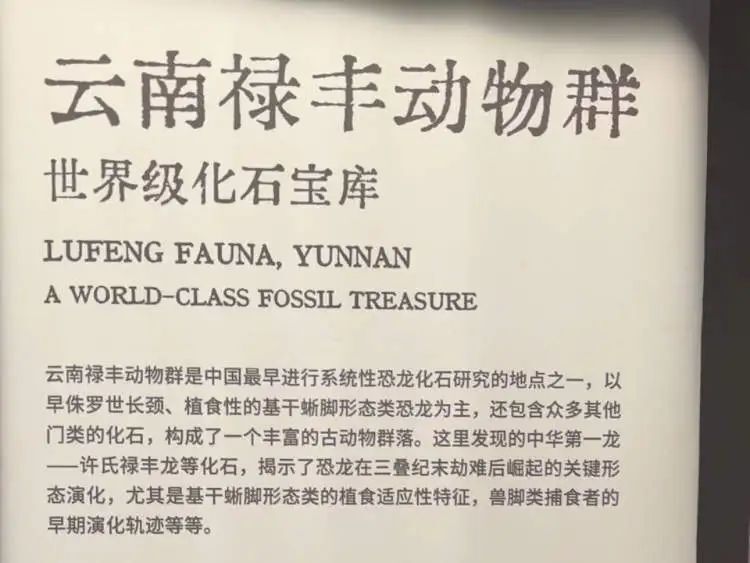 云南禄丰动物群
世界级化石宝库
LUFENG FAUNA, YUNNAN
A WORLD-CLASS FOSSIL TREASURE
云南禄丰动物群是中国最早进行系统性恐龙化石研究的地点之一，以
早侏罗世长颈、植食性的基干蜥脚形态类恐龙为主，还包含众多其他
门类的化石，构成了一个丰富的古动物群落。这里发现的中华第一龙
——许氏禄丰龙等化石，揭示了恐龙在三叠纪末劫难后崛起的关键形
态演化，尤其是基干蜥脚形态类的植食适应性特征，兽脚类捕食者的
早期演化轨迹等等。